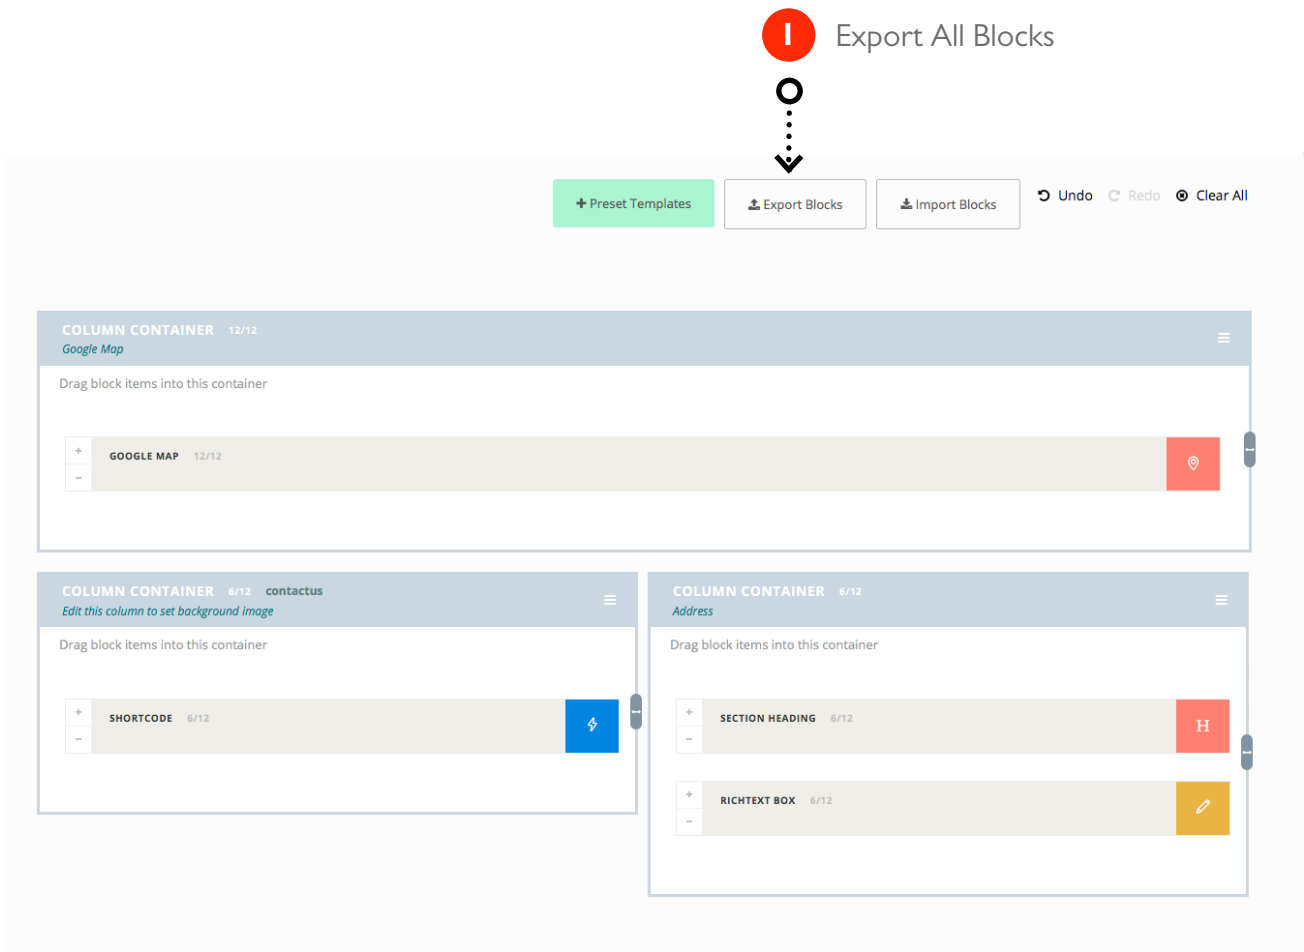 1 Export All Blocks
Preset Templates Export Blocks Import Blocks Undo Redo Clear All
COLUMN CONTAINER 12/12
Google Map
Drag block items into this container
+ GOOGLE MAP 12/12
–
COLUMN CONTAINER 6/12 contactus
Edit this column to set background image
Drag block items into this container
+ SHORTCODE 6/12
–
COLUMN CONTAINER 6/12
Address
Drag block items into this container
+ SECTION HEADING 6/12 H
–
+ RICHTEXT BOX 6/12
–